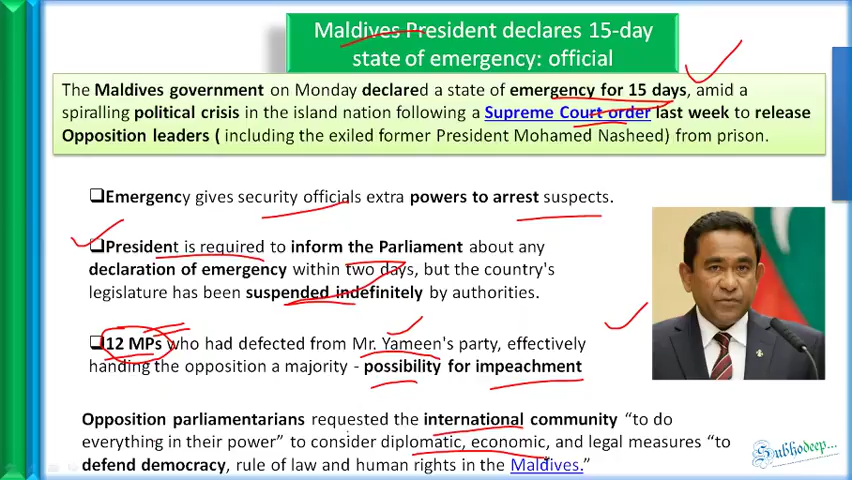 Maldives President declares 15-day
state of emergency: official
The Maldives government on Monday declared a state of emergency for 15 days, amid a
spiralling political crisis in the island nation following a Supreme Court order last week to release
Opposition leaders ( including the exiled former President Mohamed Nasheed) from prison.
Emergency gives security officials extra powers to arrest suspects.
President is required to inform the Parliament about any
declaration of emergency within two days, but the country's
legislature has been suspended indefinitely by authorities.
12 MPs who had defected from Mr. Yameen's party, effectively
handing the opposition a majority - possibility for impeachment
Opposition parliamentarians requested the international community “to do
everything in their power” to consider diplomatic, economic, and legal measures “to
defend democracy, rule of law and human rights in the Maldives.”
Subhodeep...